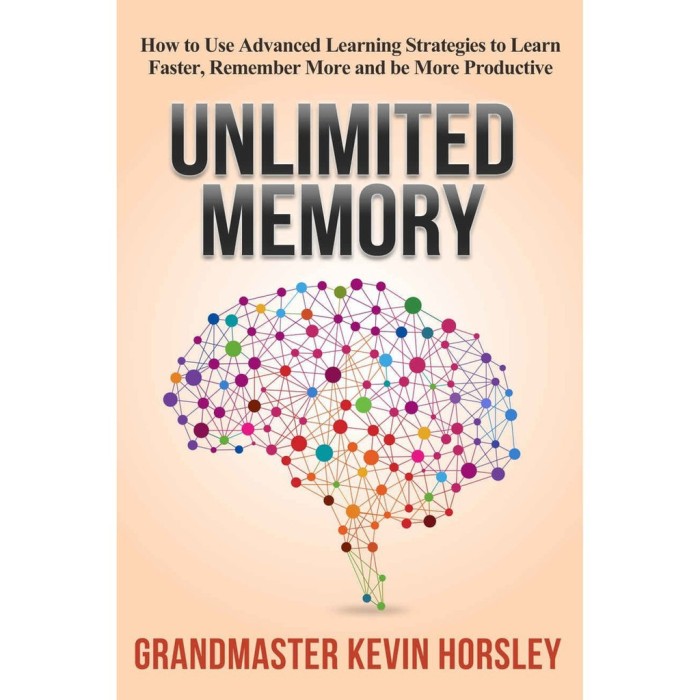 How to Use Advanced Learning Strategies to Learn
Faster, Remember More and be More Productive
UNLIMITED
MEMORY
GRANDMASTER KEVIN HORSLEY